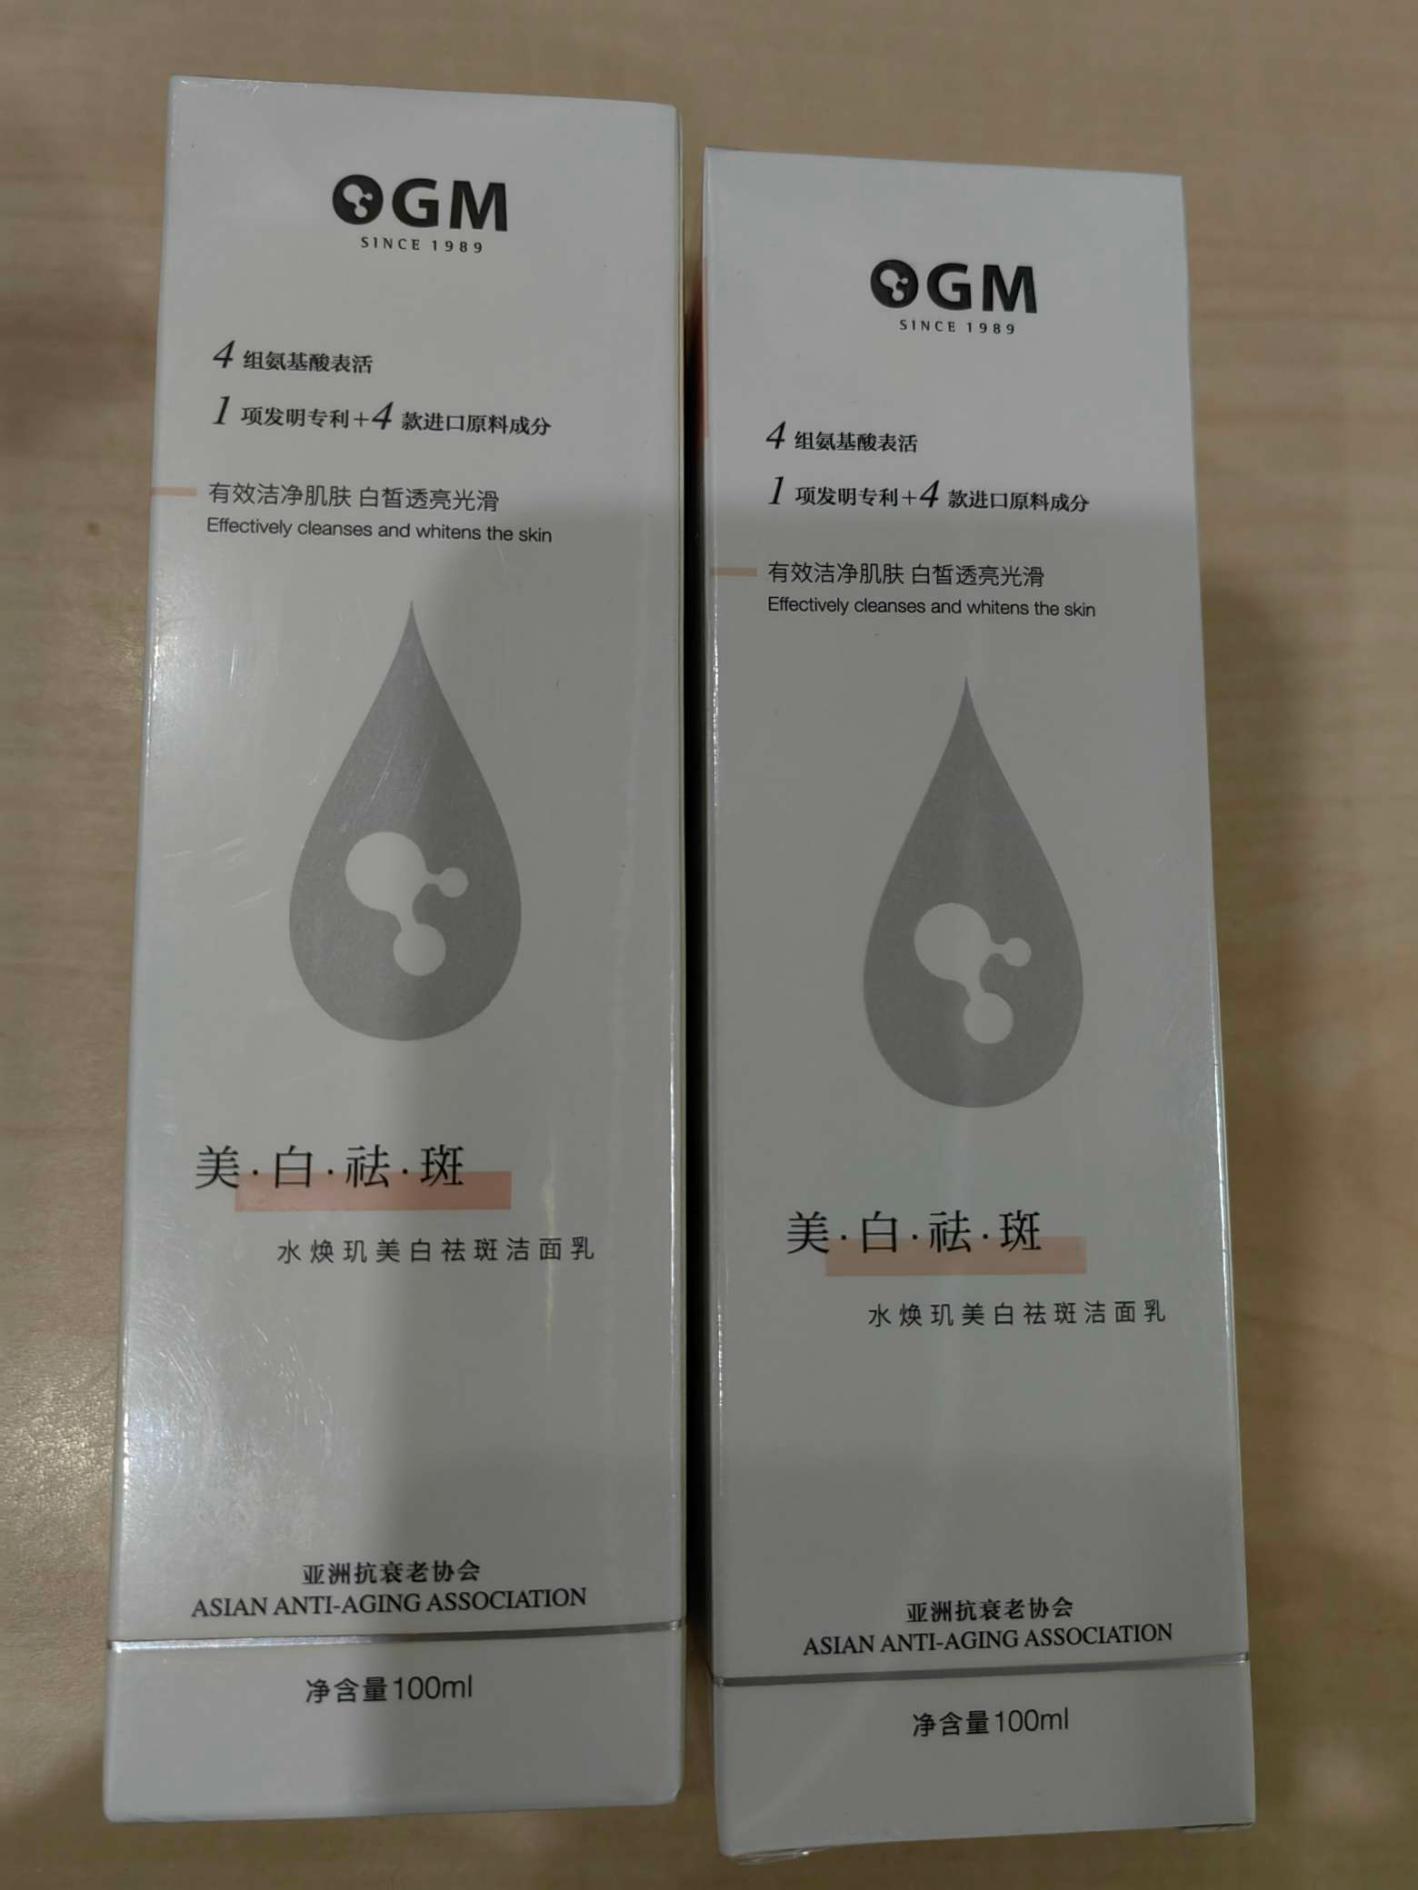 OGM
SINCE 1989
4 组氨基酸表活
1 项发明专利+4 款进口原料成分
有效洁净肌肤 白皙透亮光滑
Effectively cleanses and whitens the skin
美·白·祛·斑
水焕玑美白祛斑洁面乳
亚洲抗衰老协会
ASIAN ANTI-AGING ASSOCIATION
净含量100ml
OGM
SINCE 1989
4 组氨基酸表活
1 项发明专利+4 款进口原料成分
有效洁净肌肤 白皙透亮光滑
Effectively cleanses and whitens the skin
美·白·祛·斑
水焕玑美白祛斑洁面乳
亚洲抗衰老协会
ASIAN ANTI-AGING ASSOCIATION
净含量100ml